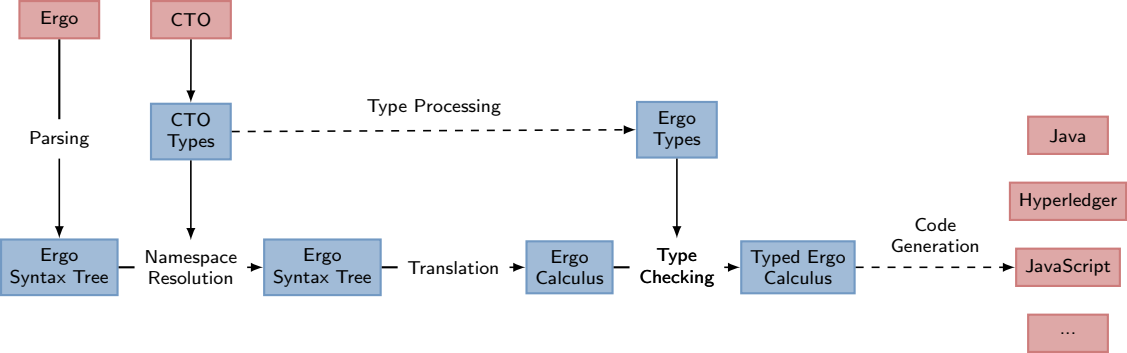 Ergo
CTO
Parsing
CTO
Types
Type Processing
Ergo
Types
Java
Hyperledger
JavaScript
...
Ergo
Syntax Tree
Namespace
Resolution
Ergo
Syntax Tree
Translation
Ergo
Calculus
Type
Checking
Typed Ergo
Calculus
Code
Generation